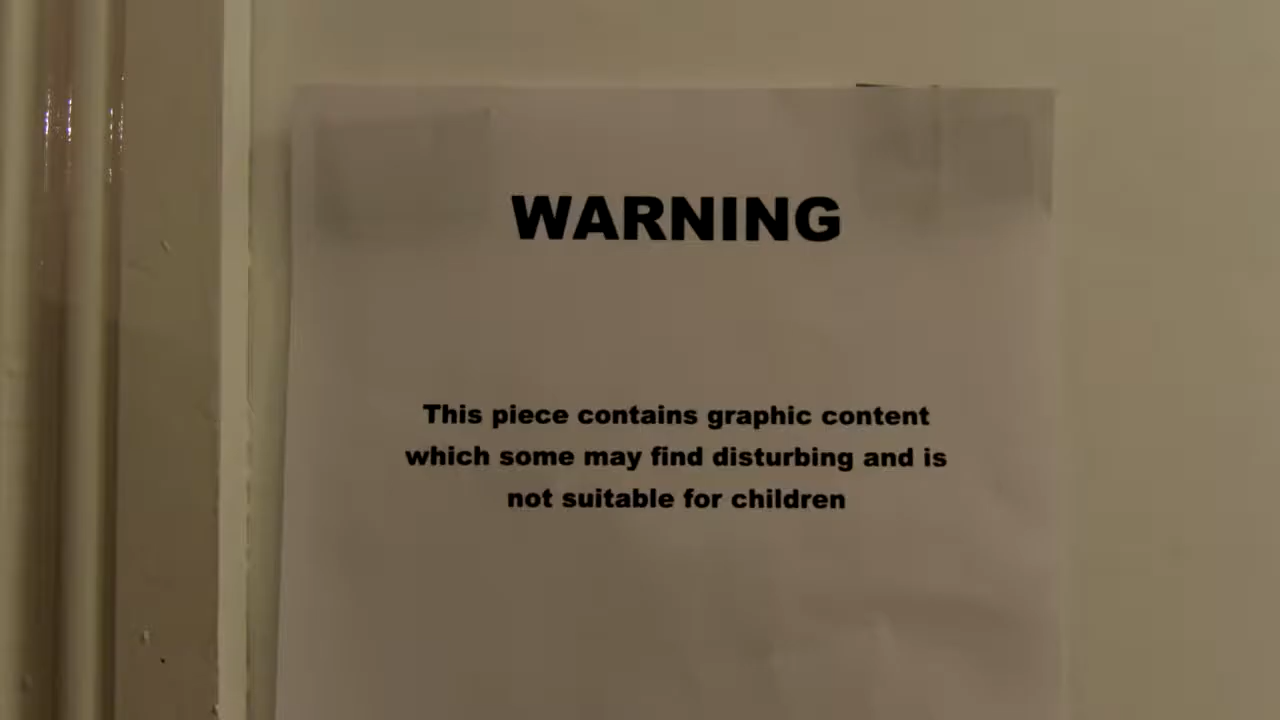 WARNING
This piece contains graphic content
which some may find disturbing and is
not suitable for children